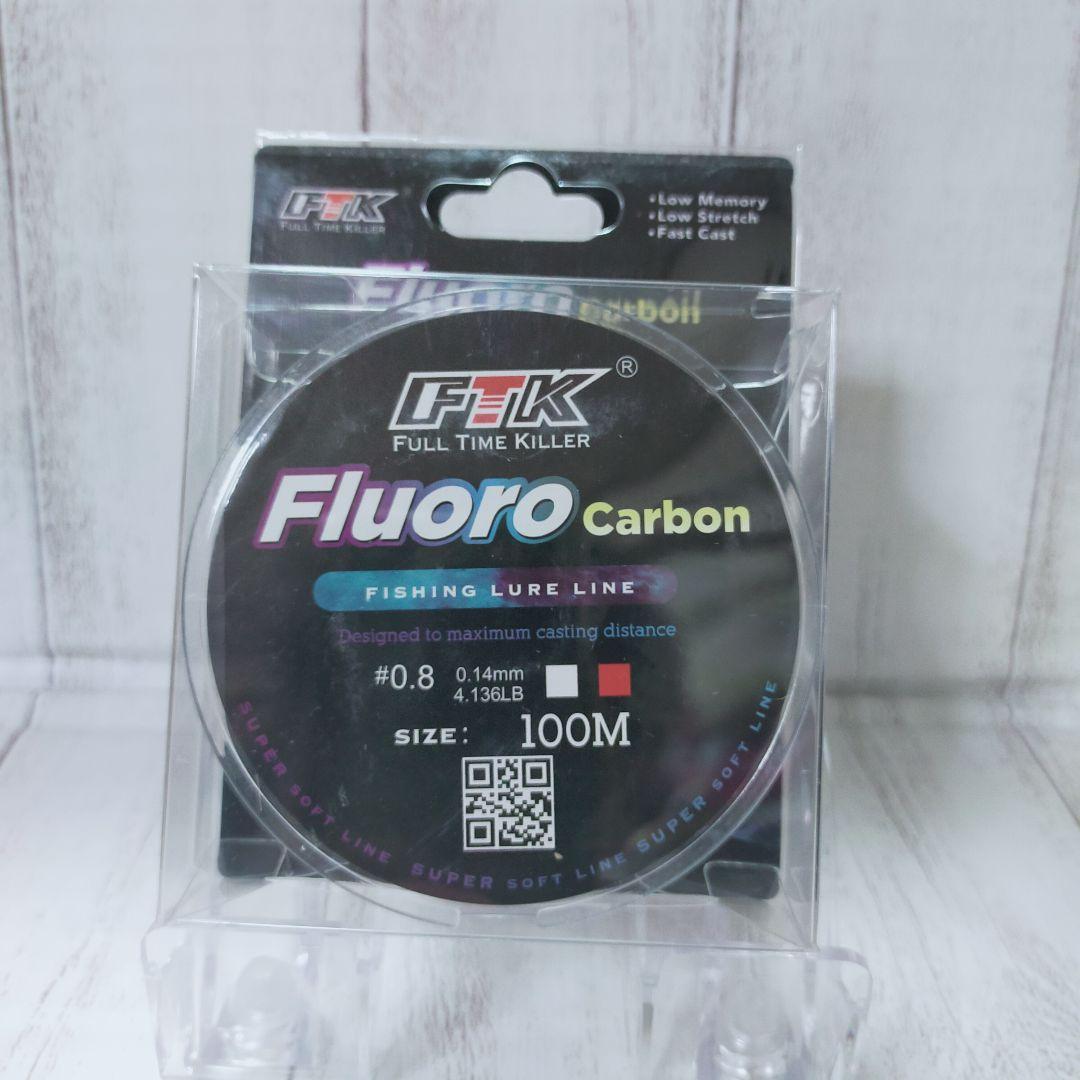 FTK
FULL TIME KILLER
•Low Memory
•Low Stretch
•Fast Cast
Fluoro carbon
FTK®
FULL TIME KILLER
Fluoro Carbon
FISHING LURE LINE
Designed to maximum casting distance
#0.8 0.14mm
4.136LB
SIZE: 100M
SUPER SOFT LINE SUPER SOFT LINE SUPER SOFT LINE